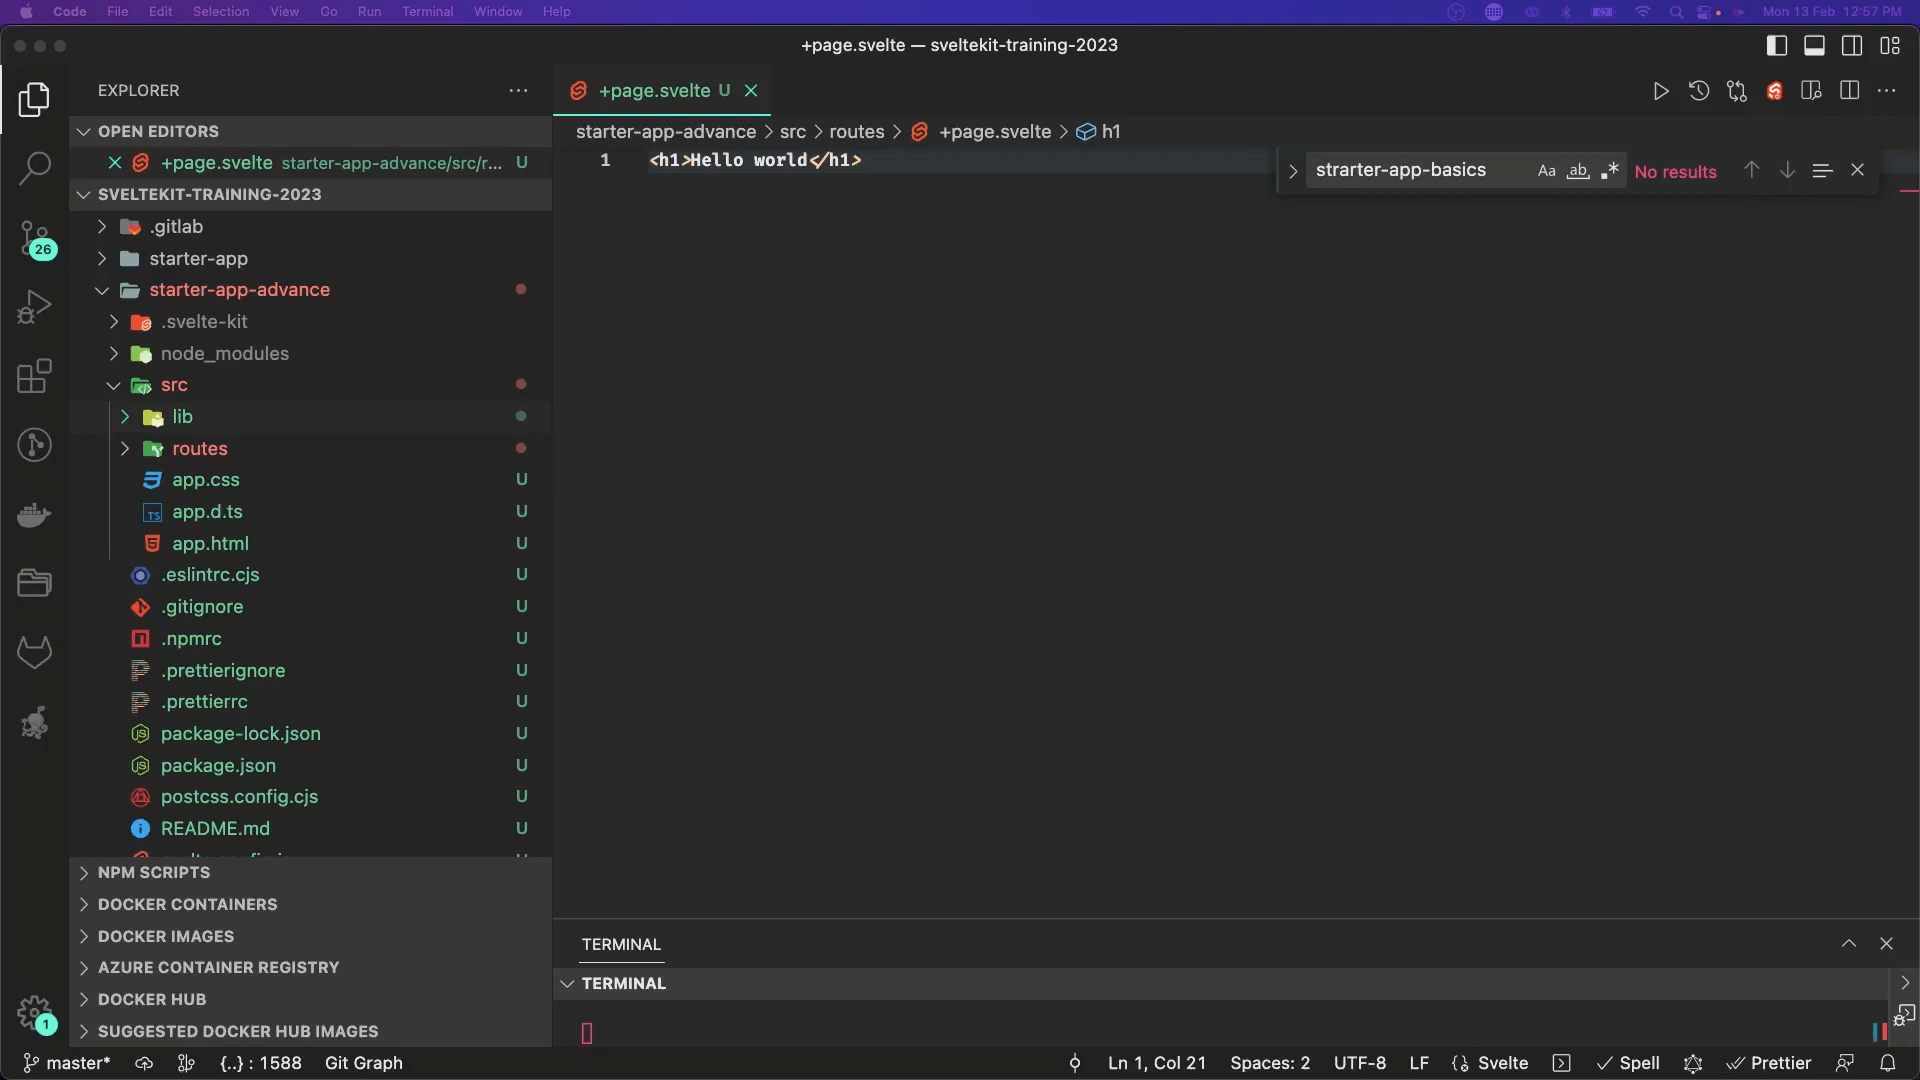 Code File Edit Selection View Go Run Terminal Window Help Mon 13 Feb 12:57 PM
+page.svelte — sveltekit-training-2023
EXPLORER
+page.svelte U
OPEN EDITORS
starter-app-advance > src > routes > +page.svelte > h1
+page.svelte starter-app-advance/src/r... U
1 <h1>Hello world</h1>
strarter-app-basics Aa ab .* No results
SVELTEKIT-TRAINING-2023
.gitlab
26
starter-app
starter-app-advance
.svelte-kit
node_modules
src
lib
routes
app.css U
app.d.ts U
app.html U
.eslintrc.cjs U
.gitignore U
.npmrc U
.prettierignore U
.prettierrc U
package-lock.json U
package.json U
postcss.config.cjs U
README.md U
NPM SCRIPTS
DOCKER CONTAINERS
DOCKER IMAGES
AZURE CONTAINER REGISTRY
DOCKER HUB
SUGGESTED DOCKER HUB IMAGES
1
TERMINAL
TERMINAL
master* {..} : 1588 Git Graph Ln 1, Col 21 Spaces: 2 UTF-8 LF Svelte Spell Prettier